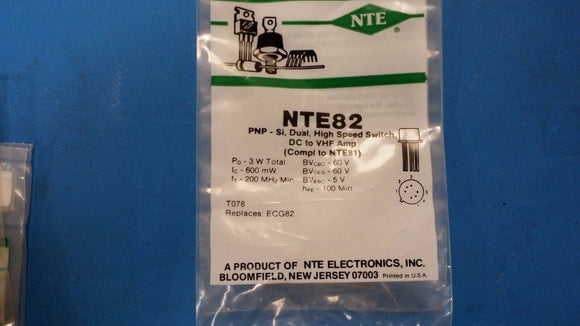 NTE
®
NTE82
PNP - Si, Dual, High Speed Switch,
DC to VHF Amp
(Compl to NTE81)
PD - 3 W Total BVCBO - 60 V
IC - 600 mW BVCEO - 60 V
fT - 200 MHz Min BVEBO - 5 V
hFE - 100 Min
T078
Replaces: ECG82
A PRODUCT OF NTE ELECTRONICS, INC.
BLOOMFIELD, NEW JERSEY 07003 Printed in U.S.A.